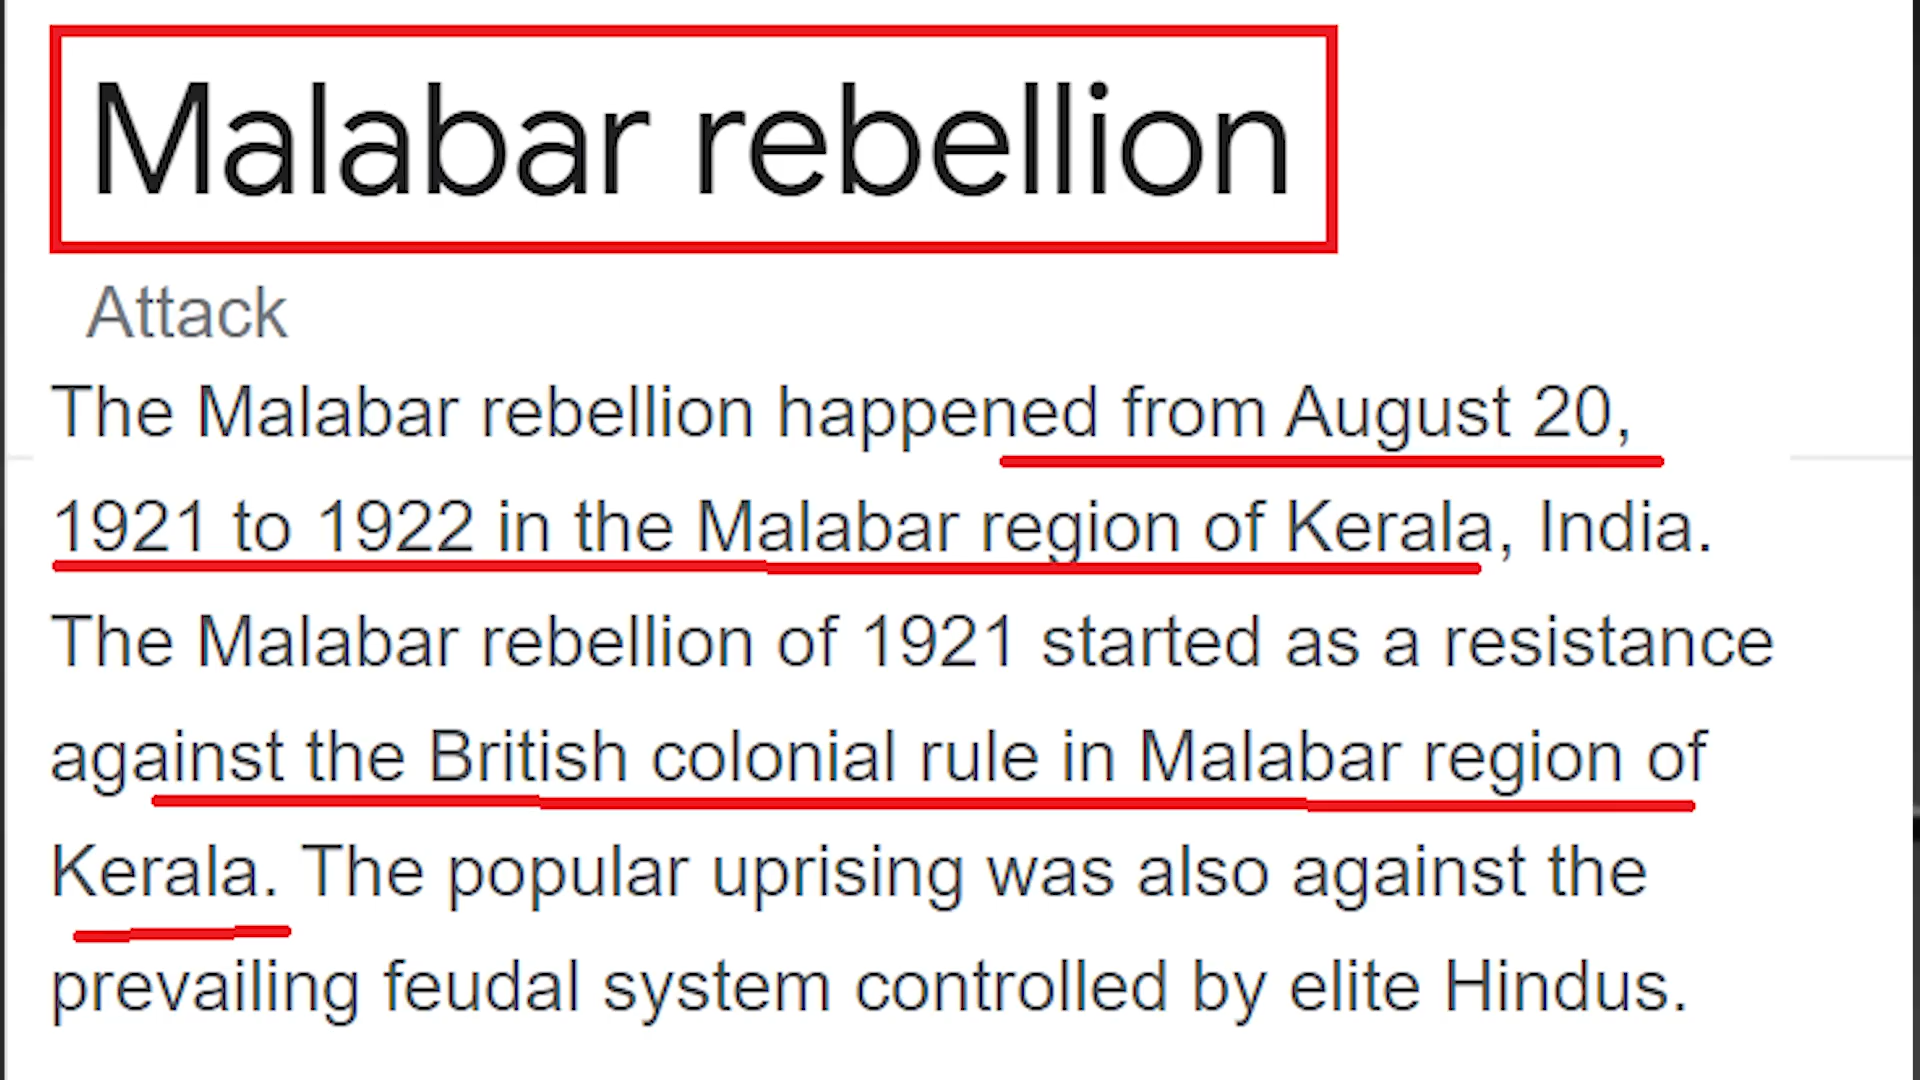 Malabar rebellion
Attack
The Malabar rebellion happened from August 20,
1921 to 1922 in the Malabar region of Kerala, India.
The Malabar rebellion of 1921 started as a resistance
against the British colonial rule in Malabar region of
Kerala. The popular uprising was also against the
prevailing feudal system controlled by elite Hindus.